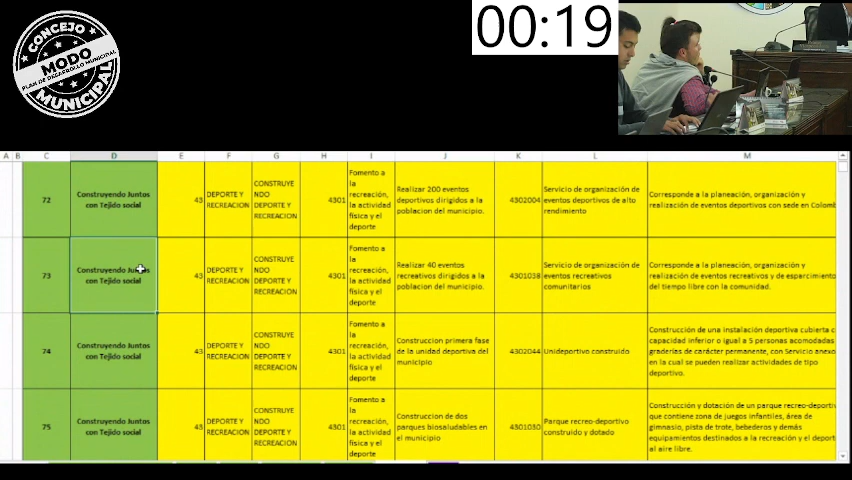 CONCEJO
MODO
PLAN DE DESARROLLO MUNICIPAL
MUNICIPAL
00:19
A B C D E F G H I J K L M
72
Construyendo Juntos
con Tejido social
43
DEPORTE Y
RECREACION
CONSTRUYE
NDO
DEPORTE Y
RECREACION
4301
Fomento a
la
recreación,
la actividad
física y el
deporte
Realizar 200 eventos
deportivos dirigidos a la
poblacion del municipio.
4302004
Servicio de organización de
eventos deportivos de alto
rendimiento
Corresponde a la planeación, organización y
realización de eventos deportivos con sede en Colomb
73
Construyendo Juntos
con Tejido social
43
DEPORTE Y
RECREACION
CONSTRUYE
NDO
DEPORTE Y
RECREACION
4301
Fomento a
la
recreación,
la actividad
física y el
deporte
Realizar 40 eventos
recreativos dirigidos a la
poblacion del municipio.
4301038
Servicio de organización de
eventos recreativos
comunitarios
Corresponde a la planeación, organización y
realización de eventos recreativos y de esparcimiento
del tiempo libre con la comunidad.
74
Construyendo Juntos
con Tejido social
43
DEPORTE Y
RECREACION
CONSTRUYE
NDO
DEPORTE Y
RECREACION
4301
Fomento a
la
recreación,
la actividad
física y el
deporte
Construccion primera fase
de la unidad deportiva del
municipio
4302044
Unideportivo construido
Construcción de una instalación deportiva cubierta c
capacidad inferior o igual a 5 personas acomodadas
graderías de carácter permanente, con Servicio anexo
en la cual se pueden realizar actividades de tipo
deportivo.
75
Construyendo Juntos
con Tejido social
43
DEPORTE Y
RECREACION
CONSTRUYE
NDO
DEPORTE Y
RECREACION
4301
Fomento a
la
recreación,
la actividad
física y el
deporte
Construccion de dos
parques biosaludables en
el municipio
4301030
Parque recreo-deportivo
construido y dotado
Construcción y dotación de un parque recreo-deportiv
que contiene zona de juegos infantiles, área de
gimnasio, pista de trote, bebederos y demás
equipamientos destinados a la recreación y el deport
al aire libre.